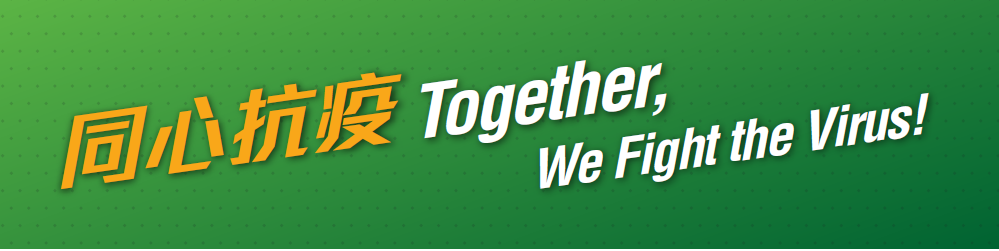 同心抗疫 Together,
We Fight the Virus!